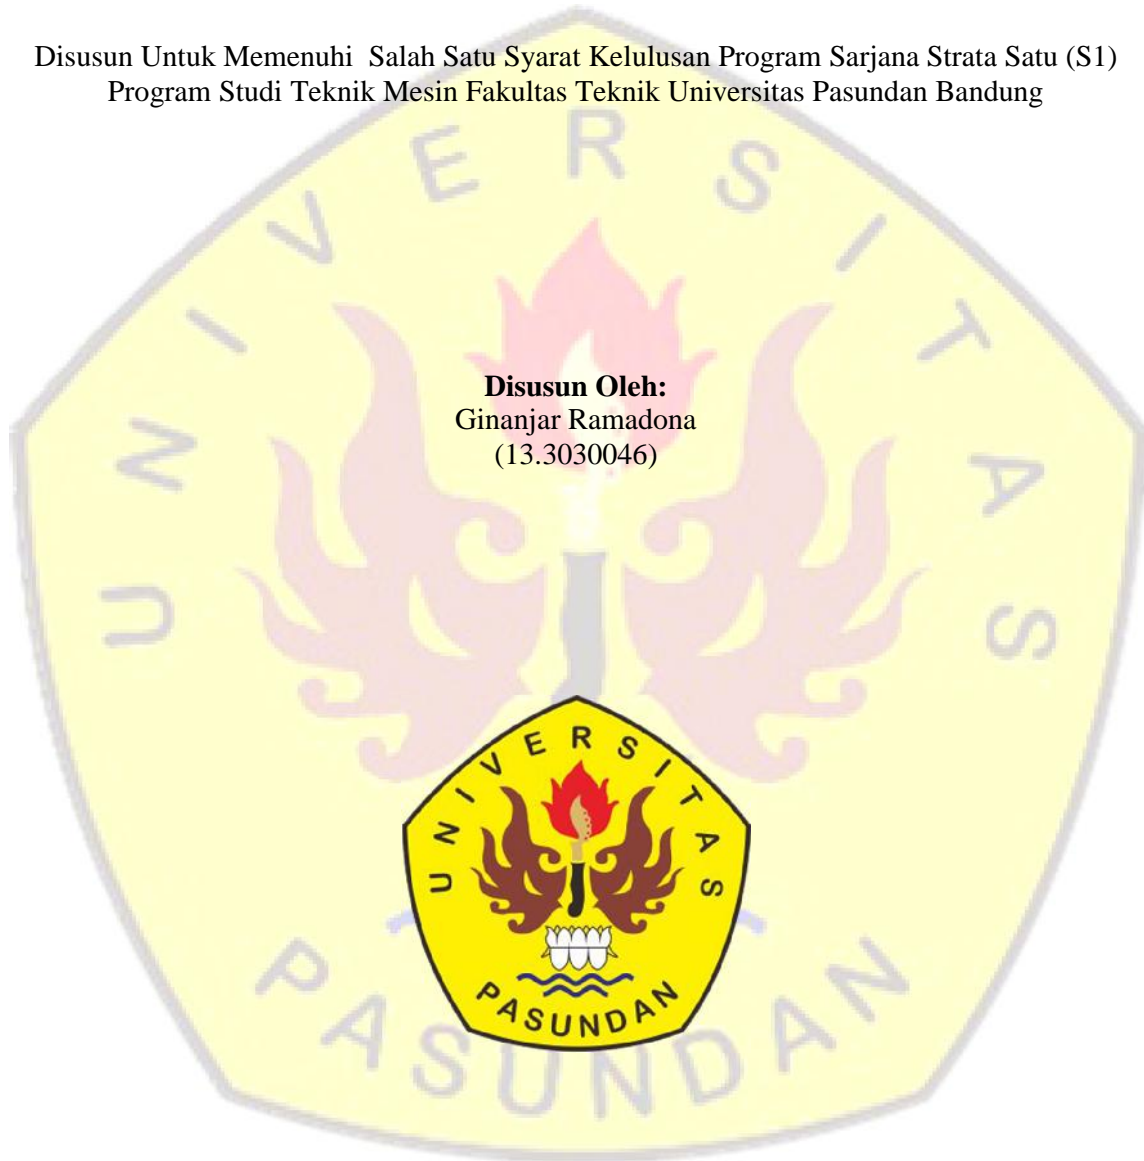 Disusun Untuk Memenuhi Salah Satu Syarat Kelulusan Program Sarjana Strata Satu (S1)
Program Studi Teknik Mesin Fakultas Teknik Universitas Pasundan Bandung
UNIVERSITAS
Disusun Oleh:
Ginanjar Ramadona
(13.3030046)
UNIVERSITAS
PASUNDAN
PASUNDAN